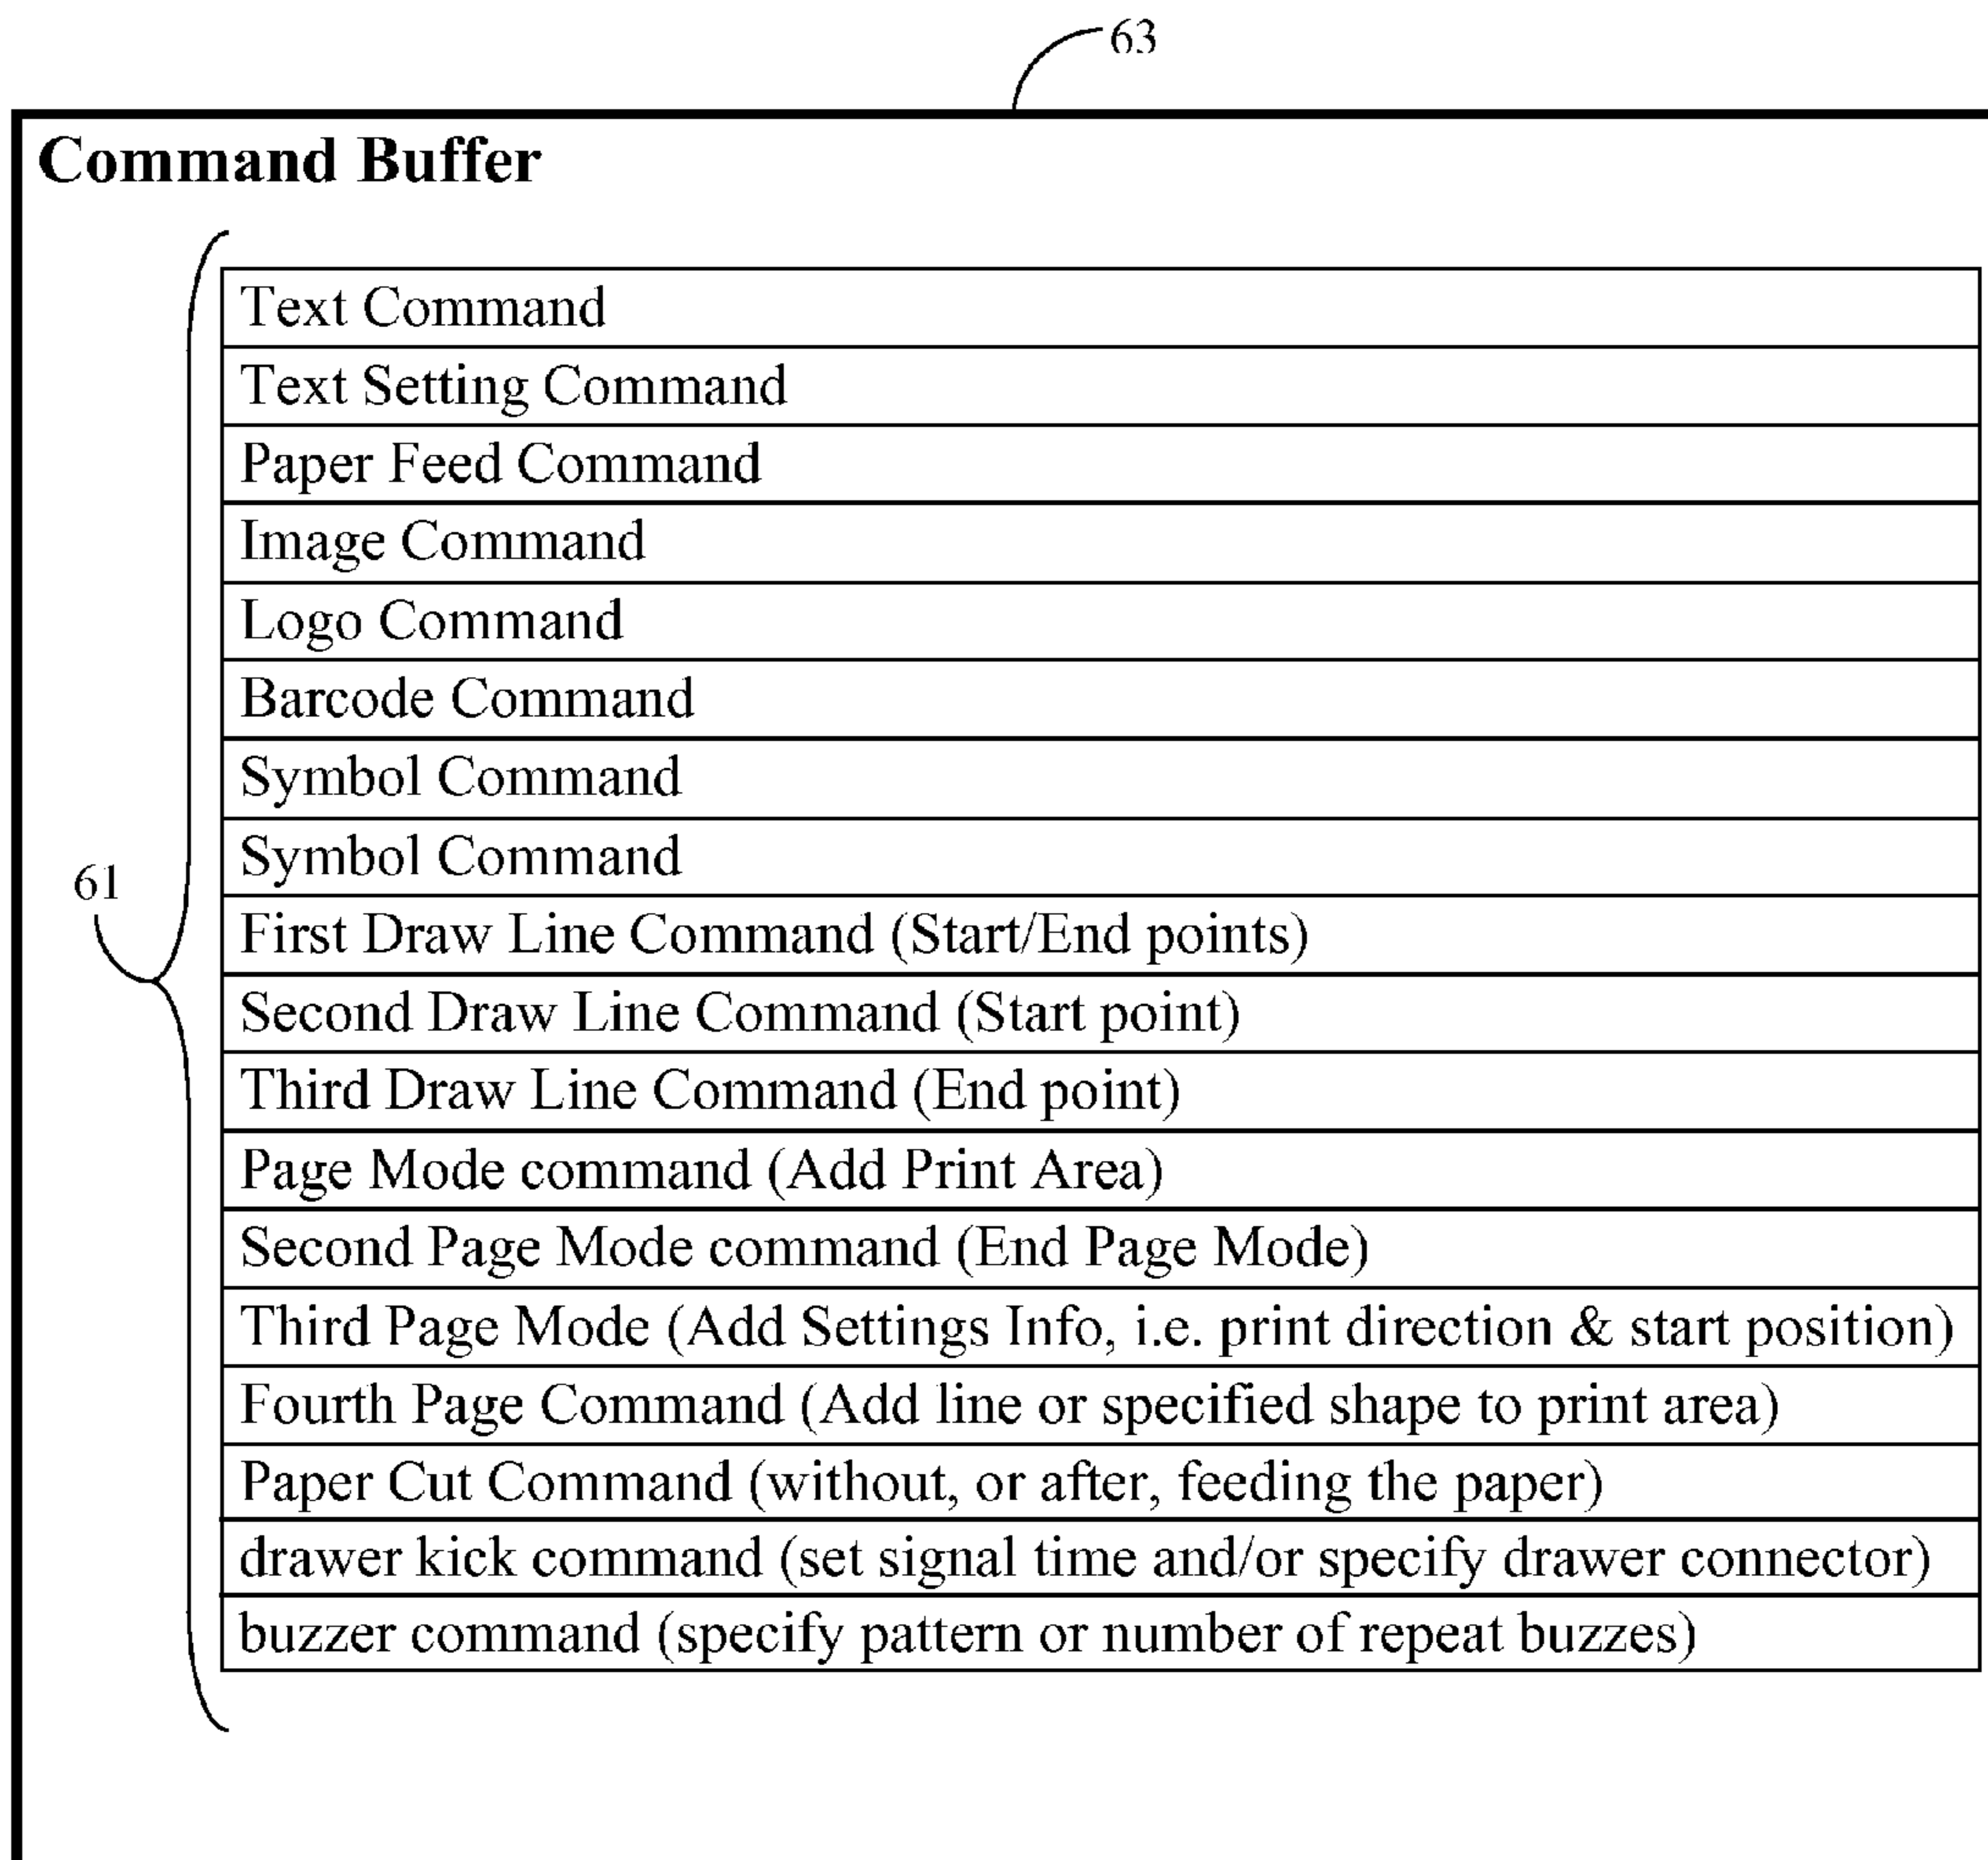 63
Command Buffer
Text Command
Text Setting Command
Paper Feed Command
Image Command
Logo Command
Barcode Command
Symbol Command
Symbol Command
61
First Draw Line Command (Start/End points)
Second Draw Line Command (Start point)
Third Draw Line Command (End point)
Page Mode command (Add Print Area)
Second Page Mode command (End Page Mode)
Third Page Mode (Add Settings Info, i.e. print direction & start position)
Fourth Page Command (Add line or specified shape to print area)
Paper Cut Command (without, or after, feeding the paper)
drawer kick command (set signal time and/or specify drawer connector)
buzzer command (specify pattern or number of repeat buzzes)